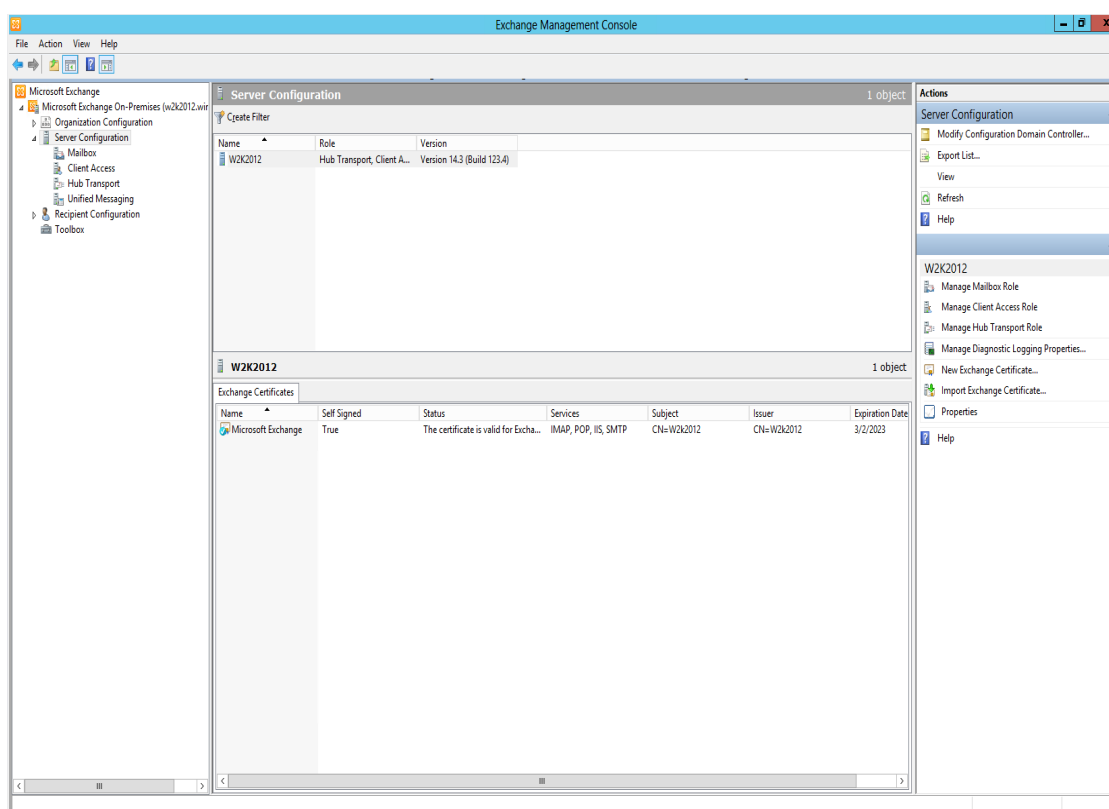 Exchange Management Console
File Action View Help
Microsoft Exchange
Microsoft Exchange On-Premises (w2k2012.wir
Organization Configuration
Server Configuration
Mailbox
Client Access
Hub Transport
Unified Messaging
Recipient Configuration
Toolbox
Server Configuration 1 object
Create Filter
Name Role Version
W2K2012 Hub Transport, Client A... Version 14.3 (Build 123.4)
W2K2012 1 object
Exchange Certificates
Name Self Signed Status Services Subject Issuer Expiration Date
Microsoft Exchange True The certificate is valid for Excha... IMAP, POP, IIS, SMTP CN=W2k2012 CN=W2k2012 3/2/2023
Actions
Server Configuration
Modify Configuration Domain Controller...
Export List...
View
Refresh
Help
W2K2012
Manage Mailbox Role
Manage Client Access Role
Manage Hub Transport Role
Manage Diagnostic Logging Properties...
New Exchange Certificate...
Import Exchange Certificate...
Properties
Help